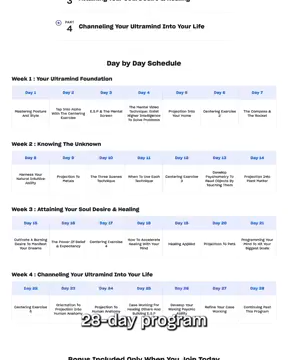 3 Attaining Your Soul Desire & Healing
PART
4 Channeling Your Ultramind Into Your Life
Day by Day Schedule
Week 1 : Your Ultramind Foundation
Day 1 Day 2 Day 3 Day 4 Day 5 Day 6 Day 7
Mastering Posture And Style
Tap Into Alpha With The Centering Exercise
E.S.P & The Mental Screen
The Mental Video Technique: Enlist Higher Intelligence To Solve Problems
Projection Into Your Home
Centering Exercise 2
The Compass & The Rocket
Week 2 : Knowing The Unknown
Day 8 Day 9 Day 10 Day 11 Day 12 Day 13 Day 14
Harness Your Natural Intuitive Ability
Projection To Metals
The Three Scenes Technique
When To Use Each Technique
Centering Exercise 3
Develop Psychometry To Read Objects By Touching Them
Projection Into Plant Matter
Week 3 : Attaining Your Soul Desire & Healing
Day 15 Day 16 Day 17 Day 18 Day 19 Day 20 Day 21
Cultivate A Burning Desire To Manifest Your Dreams
The Power Of Belief & Expectancy
Centering Exercise 4
How To Accelerate Healing With Your Mind
Healing Applied
Projection To Pets
Programming Your Mind To Hit Your Biggest Goals
Week 4 : Channeling Your Ultramind Into Your Life
Day 22 Day 23 Day 24 Day 25 Day 26 Day 27 Day 28
Centering Exercise 5
Orientation To Projection Into Human Anatomy
Projection To Human Anatomy
Case Working For Healing Others And Building E.S.P
Develop Your Working Reports
Refine Your Case Working
Continuing Past This Program
28-day program
Bonus Included Only When You Join Today